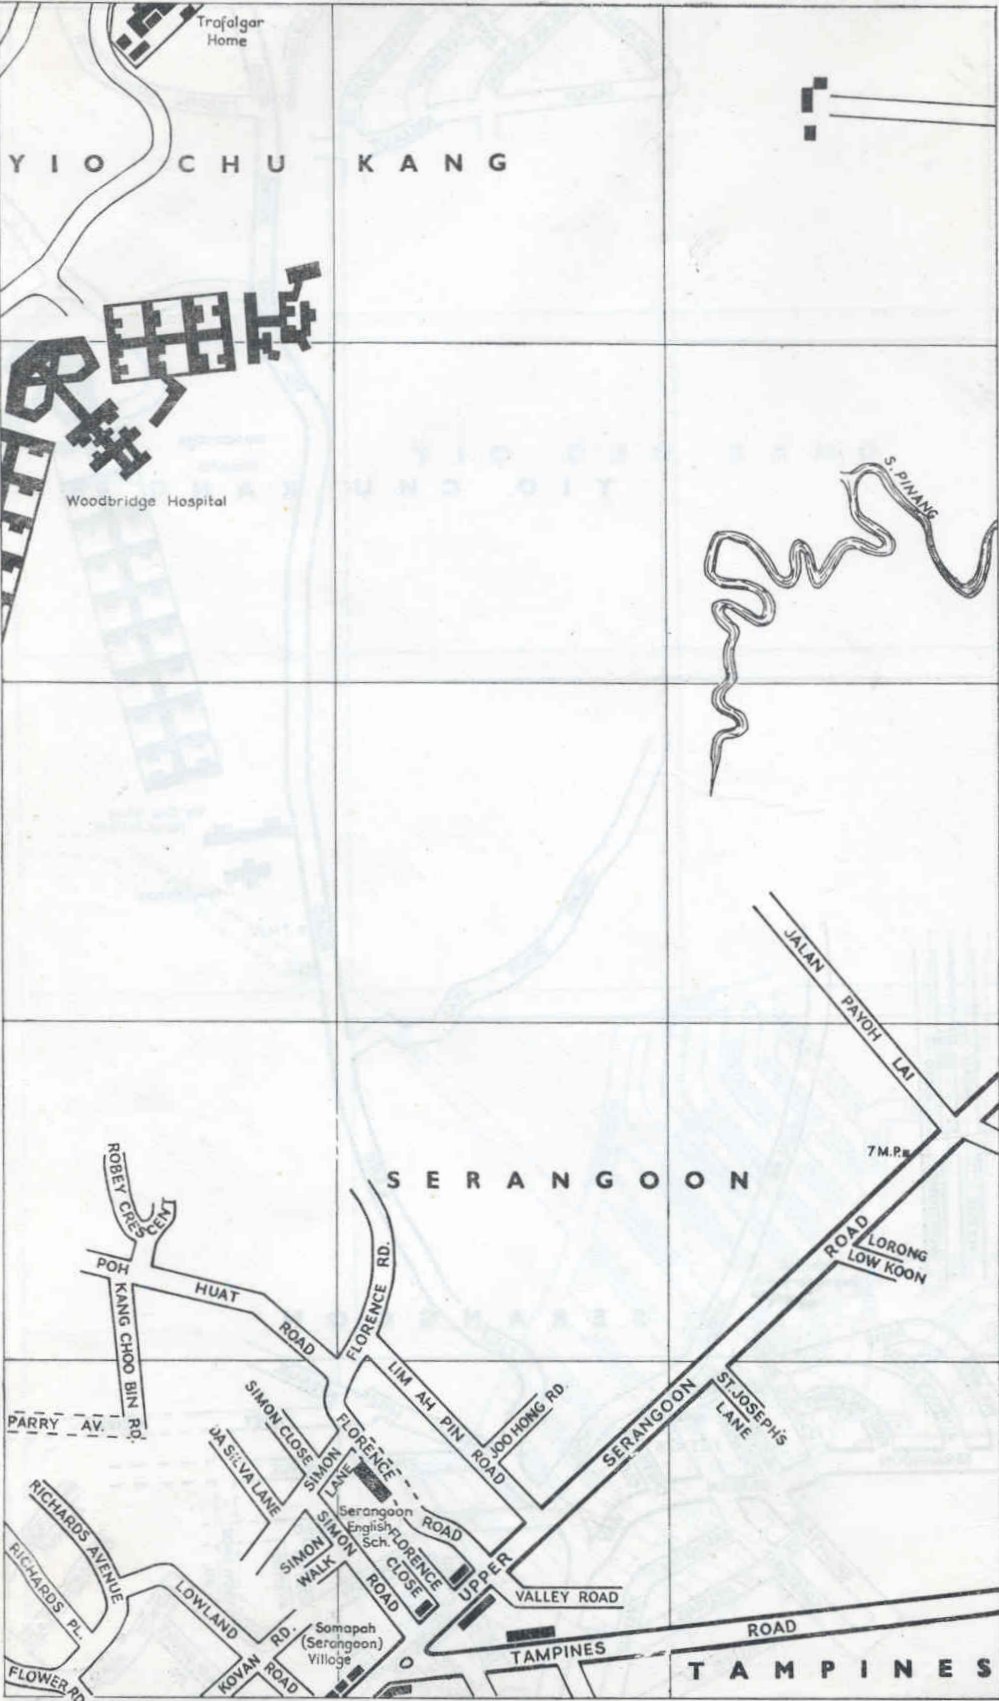 Trafalgar
Home
YIO CHU KANG
Woodbridge Hospital
S. PINANG
JALAN PAYOH LAI
7 M.P.
SERANGOON
ROBEY CRESCENT
POH HUAT ROAD
KANG CHOO BIN RD.
FLORENCE RD.
LORONG
LOW KOON
UPPER SERANGOON ROAD
LIM AH PIN ROAD
JOO HONG RD.
ST. JOSEPH'S
LANE
PARRY AV.
SIMON CLOSE
DA SILVA LANE
SIMON
LANE
FLORENCE ROAD
Serangoon
English
Sch.
SIMON ROAD
SIMON
WALK
FLORENCE
CLOSE
RICHARDS AVENUE
RICHARDS PL.
LOWLAND RD.
KOVAN ROAD
FLOWER RD
Somapah
(Serangoon)
Village
VALLEY ROAD
TAMPINES ROAD
TAMPINES